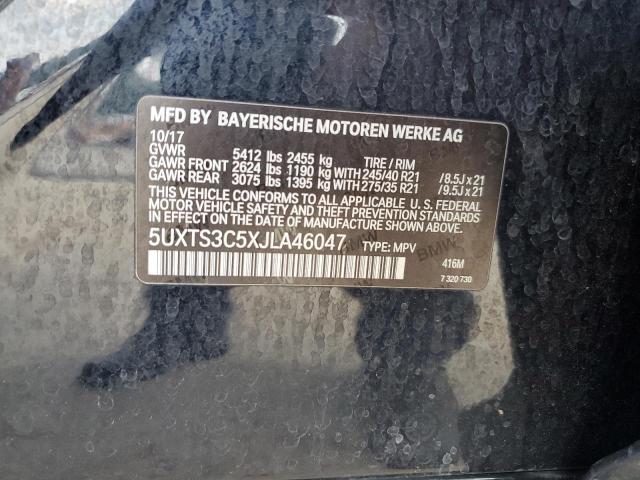 MFD BY BAYERISCHE MOTOREN WERKE AG
10/17
GVWR 5412 lbs 2455 kg TIRE / RIM
GAWR FRONT 2624 lbs 1190 kg WITH 245/40 R21 /8.5J x 21
GAWR REAR 3075 lbs 1395 kg WITH 275/35 R21 /9.5J x 21
THIS VEHICLE CONFORMS TO ALL APPLICABLE U. S. FEDERAL
MOTOR VEHICLE SAFETY AND THEFT PREVENTION STANDARDS
IN EFFECT ON THE DATE OF MANUFACTURE SHOWN ABOVE.
5UXTS3C5XJLA46047 TYPE: MPV
416M
7 320 730
BMW